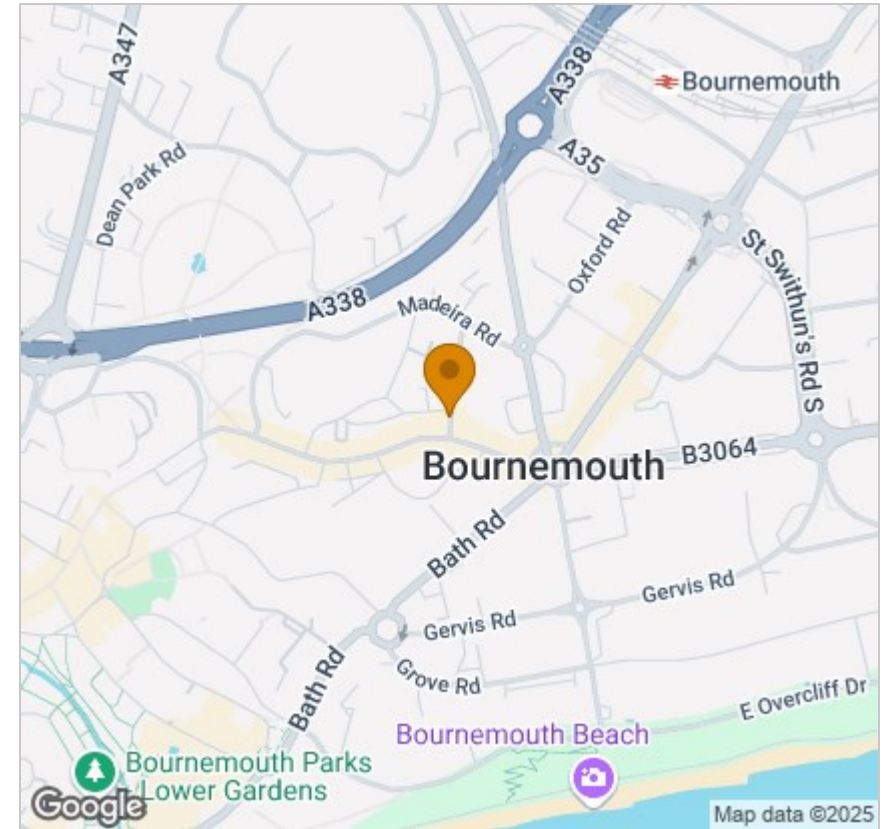 A347
A338
Bournemouth
A35
Dean Park Rd
Oxford Rd
St Swithun's Rd S
A338
Madeira Rd
Bournemouth
B3064
Bath Rd
Gervis Rd
Gervis Rd
Grove Rd
Bath Rd
E Overcliff Dr
Bournemouth Beach
Bournemouth Parks
Lower Gardens
Google
Map data ©2025